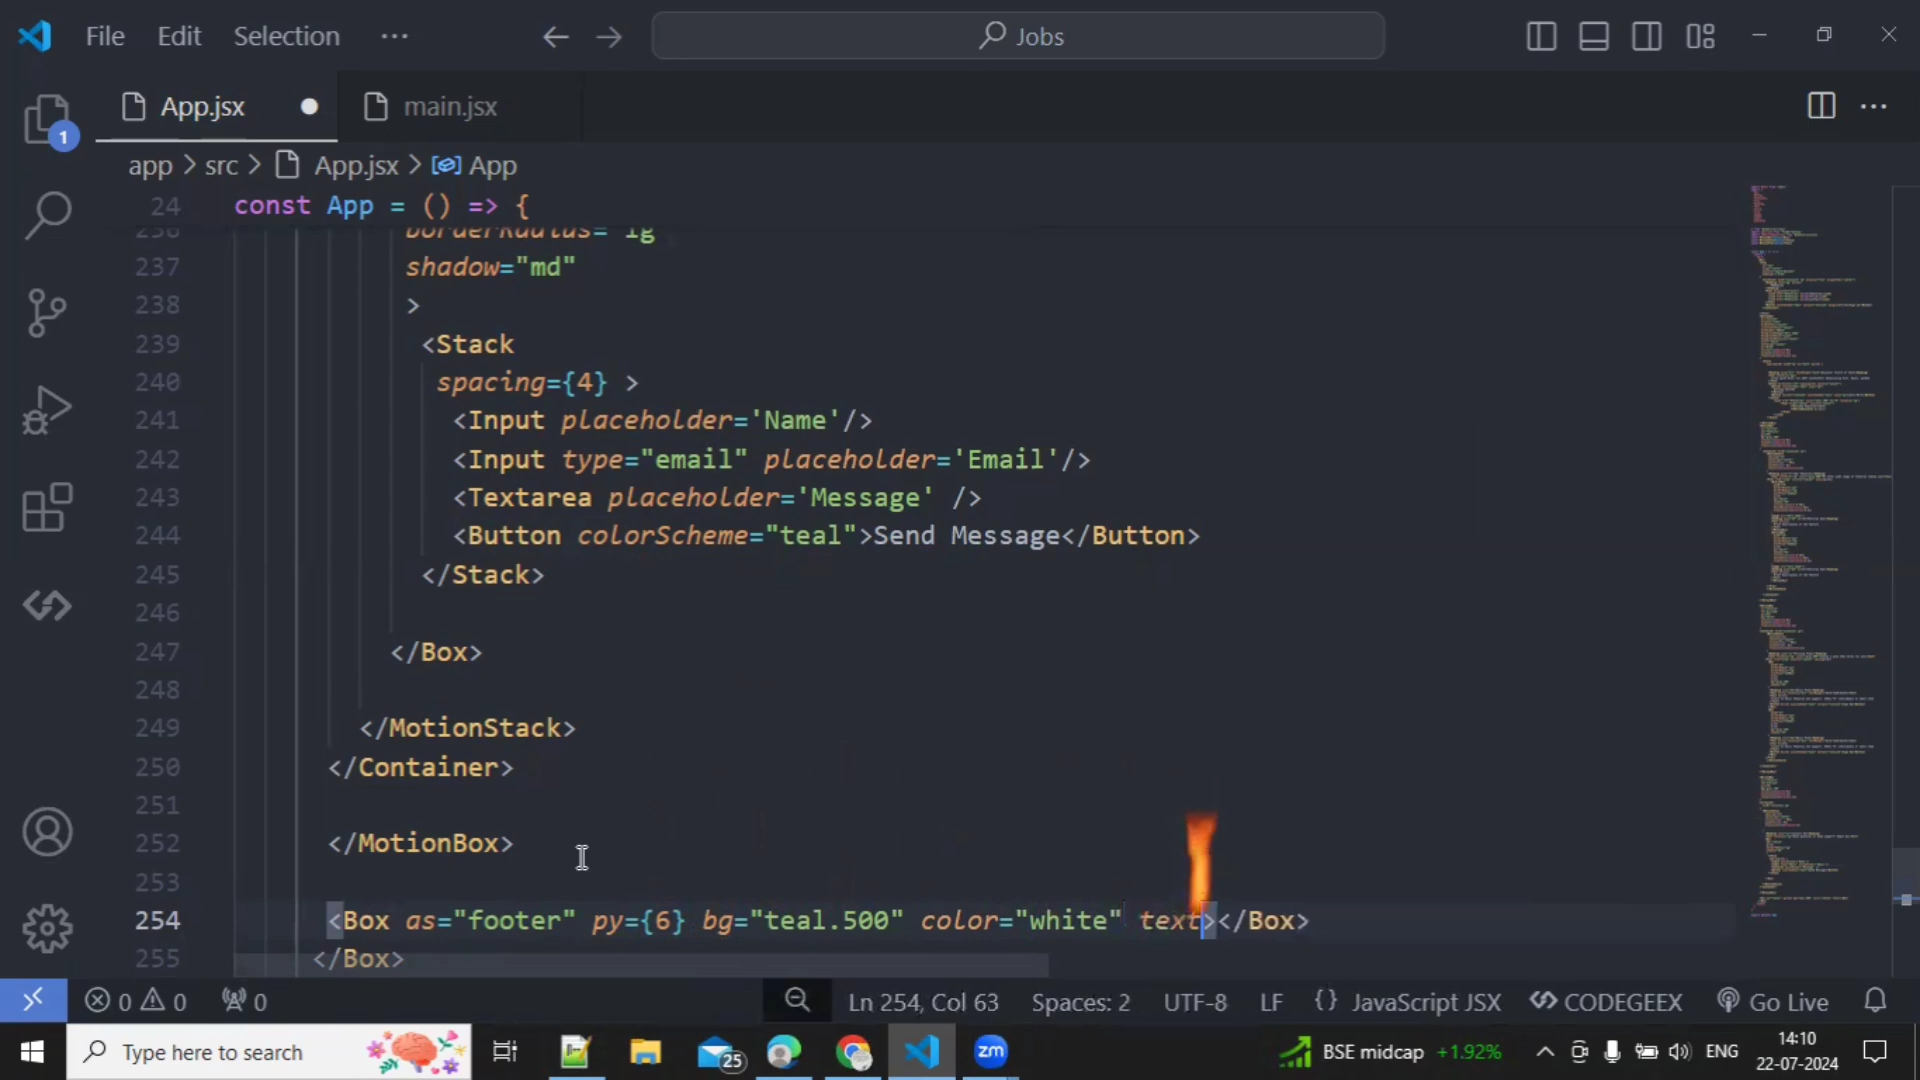 File Edit Selection ... Jobs
App.jsx main.jsx ...
1
app > src > App.jsx > App
24 const App = () => {
236 borderRadius="lg
237 shadow="md"
238 >
239 <Stack
240 spacing={4} >
241 <Input placeholder='Name'/>
242 <Input type="email" placeholder='Email'/>
243 <Textarea placeholder='Message' />
244 <Button colorScheme="teal">Send Message</Button>
245 </Stack>
246
247 </Box>
248
249 </MotionStack>
250 </Container>
251
252 </MotionBox>
253
254 <Box as="footer" py={6} bg="teal.500" color="white" text></Box>
255 </Box>
0 0 0 Ln 254, Col 63 Spaces: 2 UTF-8 LF {} JavaScript JSX CODEGEEX Go Live
Type here to search 25 zm BSE midcap +1.92% ENG 14:10
22-07-2024